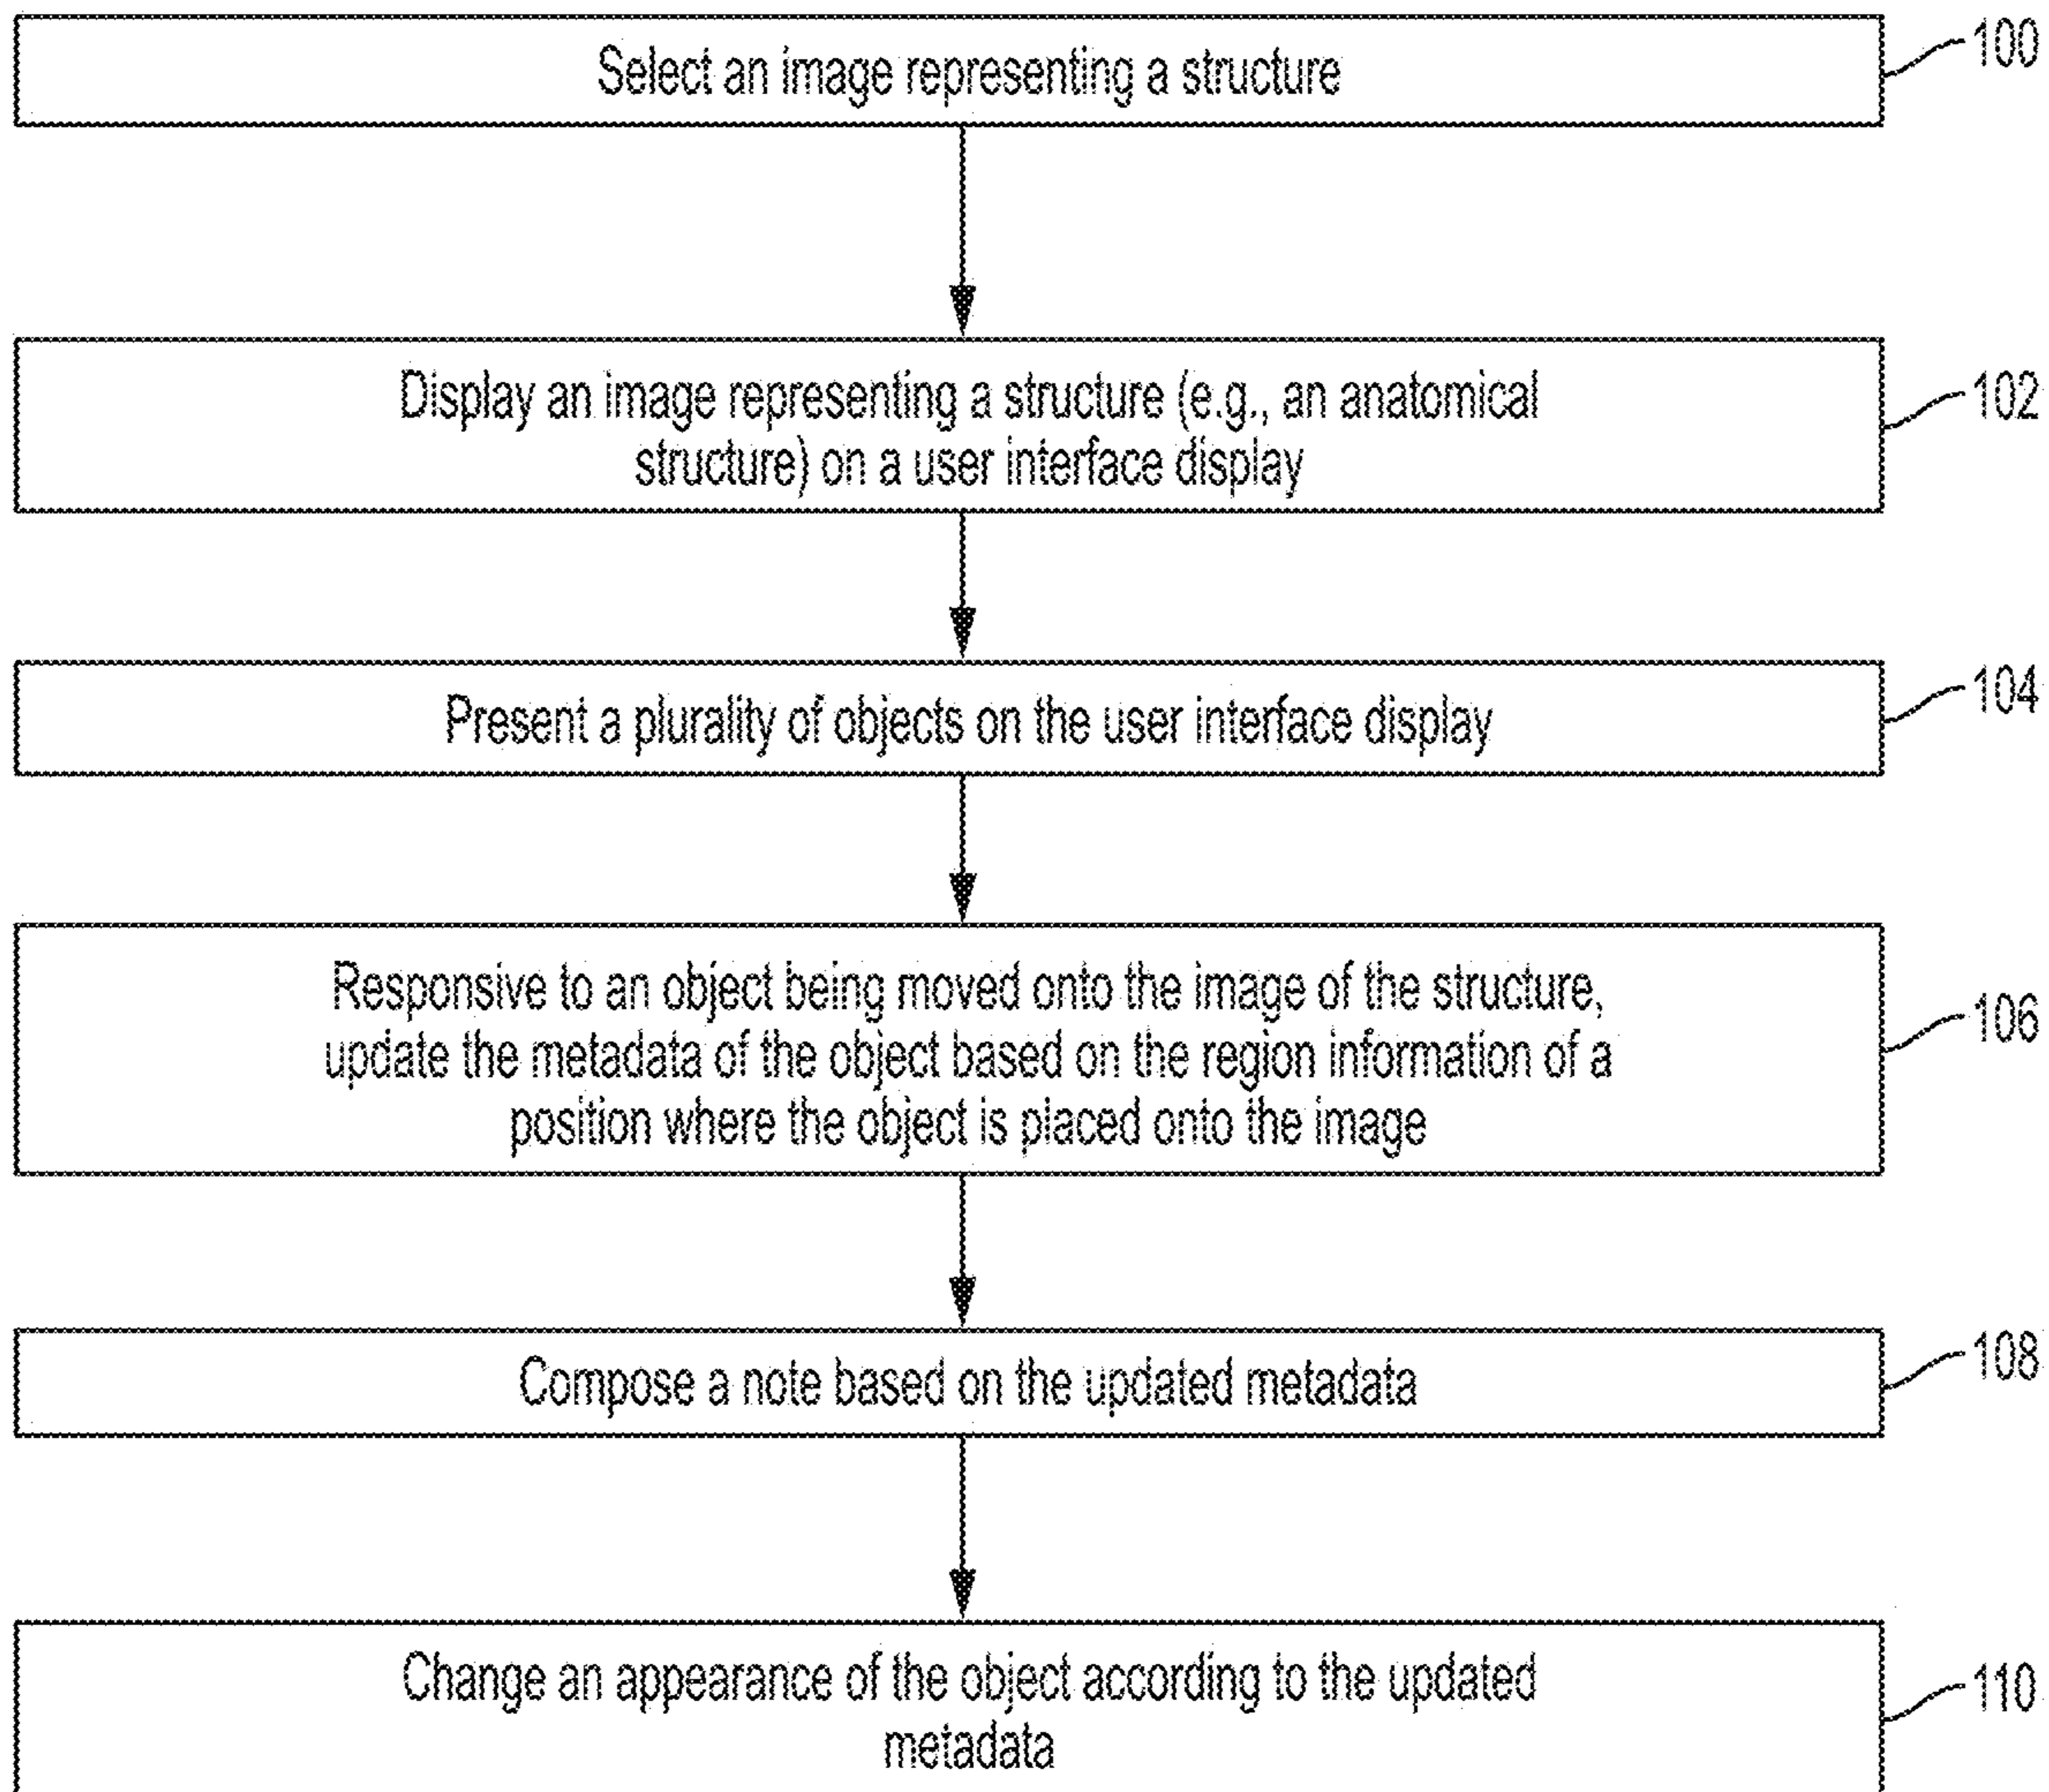 Select an image representing a structure
100
Display an image representing a structure (e.g., an anatomical
structure) on a user interface display
102
Present a plurality of objects on the user interface display
104
Responsive to an object being moved onto the image of the structure,
update the metadata of the object based on the region information of a
position where the object is placed onto the image
106
Compose a note based on the updated metadata
108
Change an appearance of the object according to the updated
metadata
110